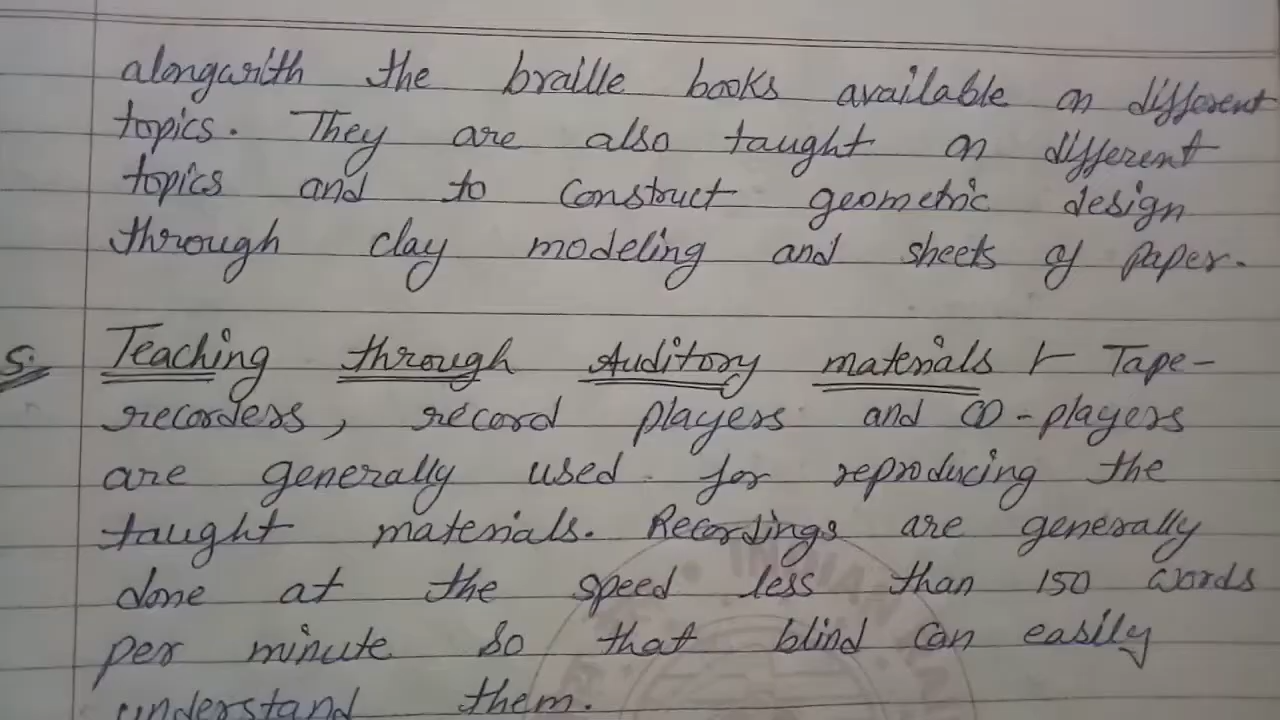 alongwith the braille books available on different
topics. They are also taught on different
topics and to construct geometric design
through clay modeling and sheets of paper.
5. Teaching through Auditory materials :- Tape-
recorders, record players and CD-players
are generally used for reproducing the
taught materials. Recordings are generally
done at the speed less than 150 words
per minute so that blind can easily
understand them.
INDIAN